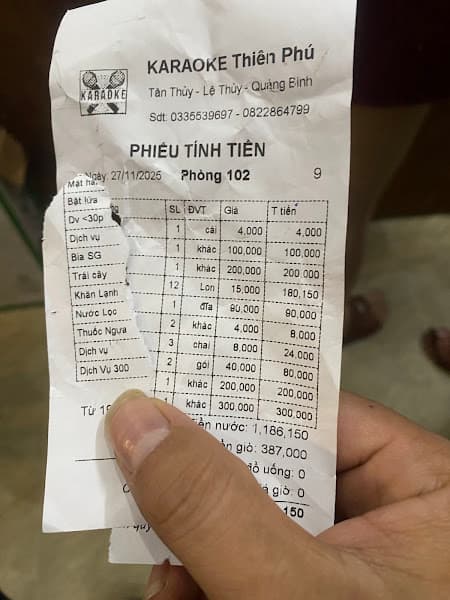 KARAOKE
KARAOKE Thiên Phú
Tân Thủy - Lệ Thủy - Quảng Bình
Sdt: 0335539697 - 0822864799
PHIẾU TÍNH TIỀN
Ngày: 27/11/2025 Phòng 102 9
Mặt hà SL ĐVT Giá T tiền
Bật lửa 1 cái 4,000 4,000
Dv <30p 1 khác 100,000 100,000
Dịch vụ 1 khác 200,000 200,000
Bia SG 12 Lon 15,000 180,150
Trái cây 1 đĩa 90,000 90,000
Khăn Lạnh 2 khác 4,000 8,000
Nước Lọc 3 chai 8,000 24,000
Thuốc Ngựa 2 gói 40,000 80,000
Dịch vụ 1 khác 200,000 200,000
Dịch Vụ 300 1 khác 300,000 300,000
Từ nước: 1,186,150
giờ: 387,000
đồ uống: 0
giờ: 0
150